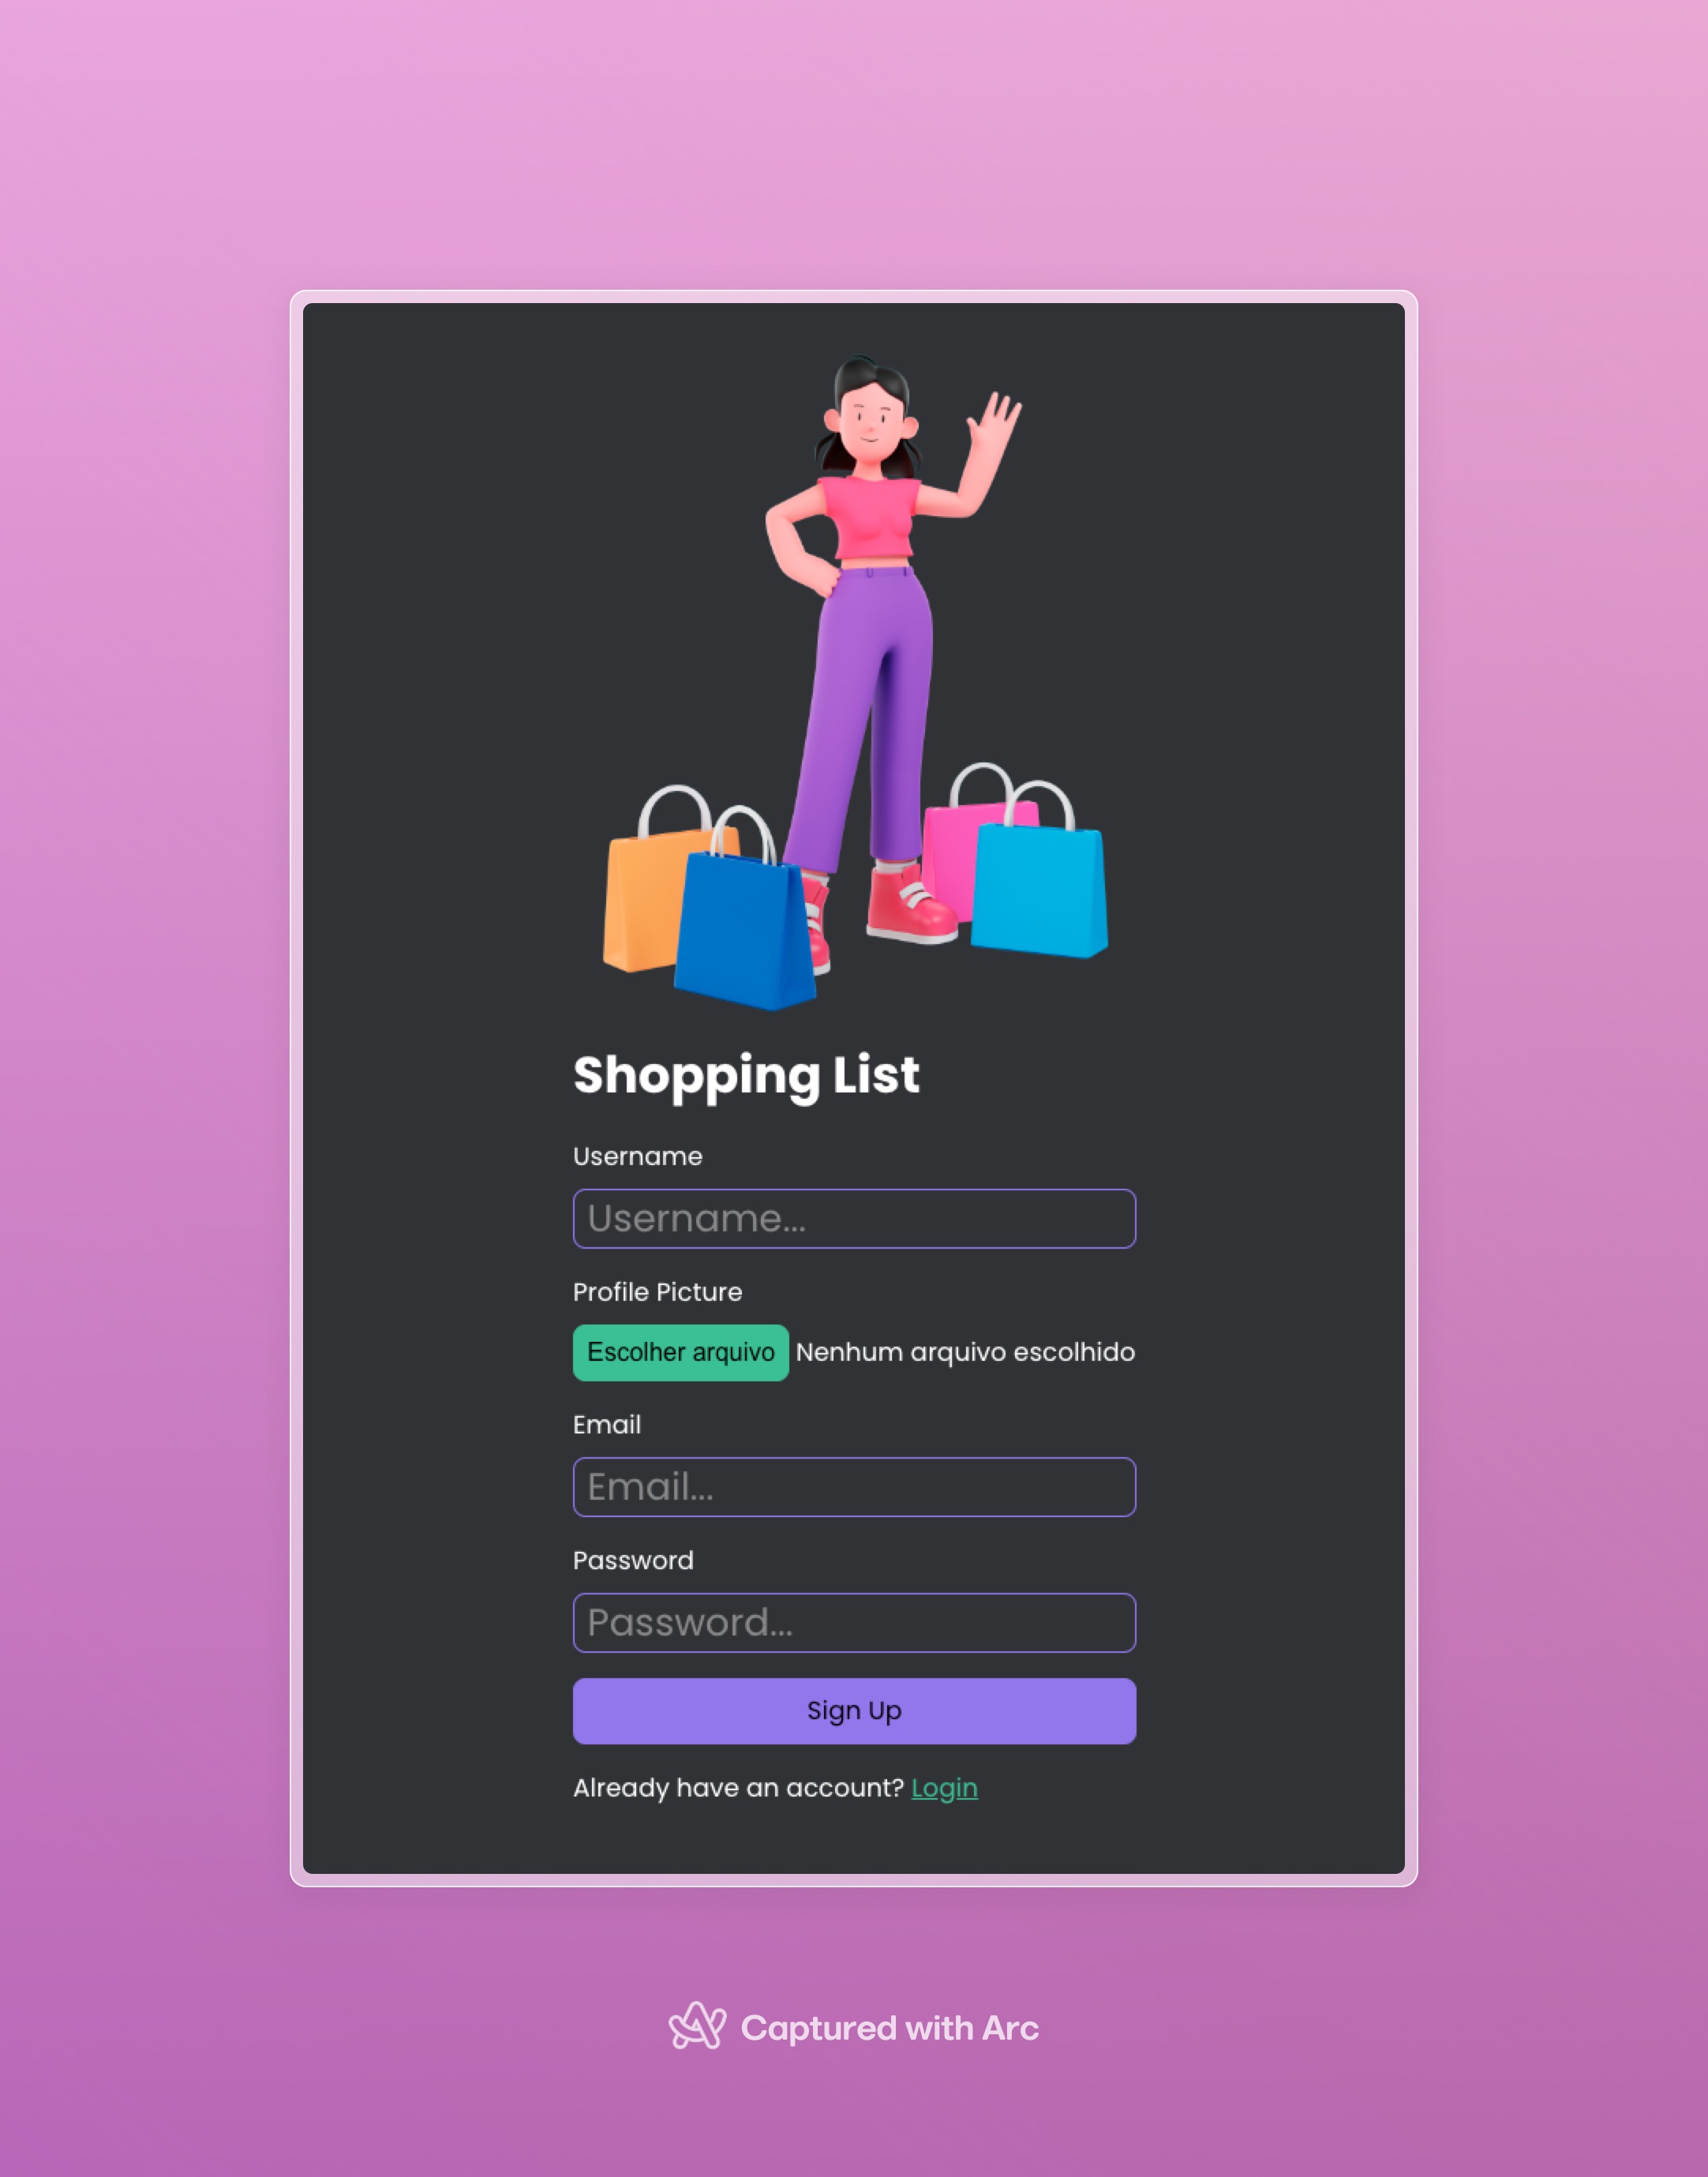 Shopping List
Username
Username...
Profile Picture
Escolher arquivo Nenhum arquivo escolhido
Email
Email...
Password
Password...
Sign Up
Already have an account? Login
Captured with Arc